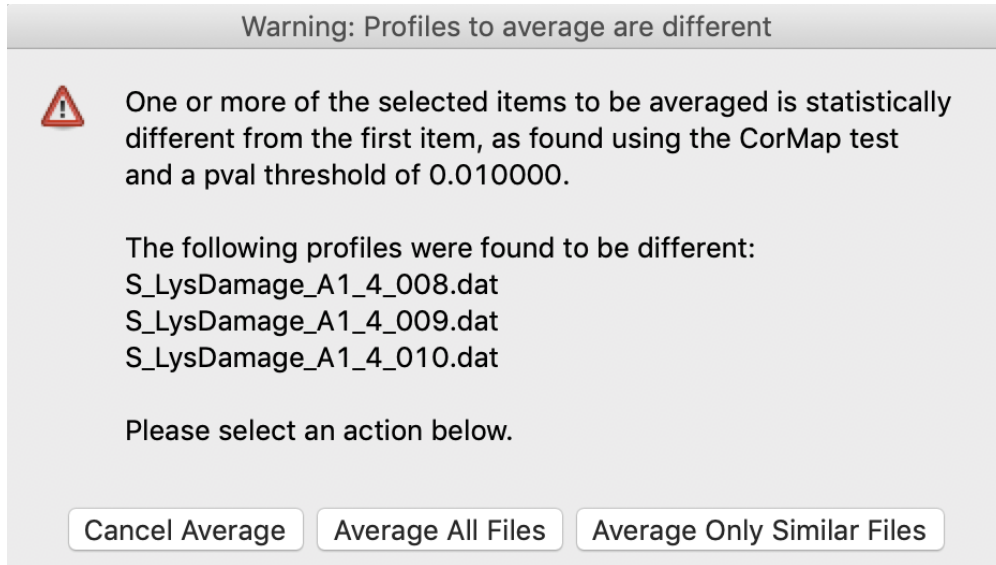 Warning: Profiles to average are different
One or more of the selected items to be averaged is statistically
different from the first item, as found using the CorMap test
and a pval threshold of 0.010000.
The following profiles were found to be different:
S_LysDamage_A1_4_008.dat
S_LysDamage_A1_4_009.dat
S_LysDamage_A1_4_010.dat
Please select an action below.
Cancel Average Average All Files Average Only Similar Files